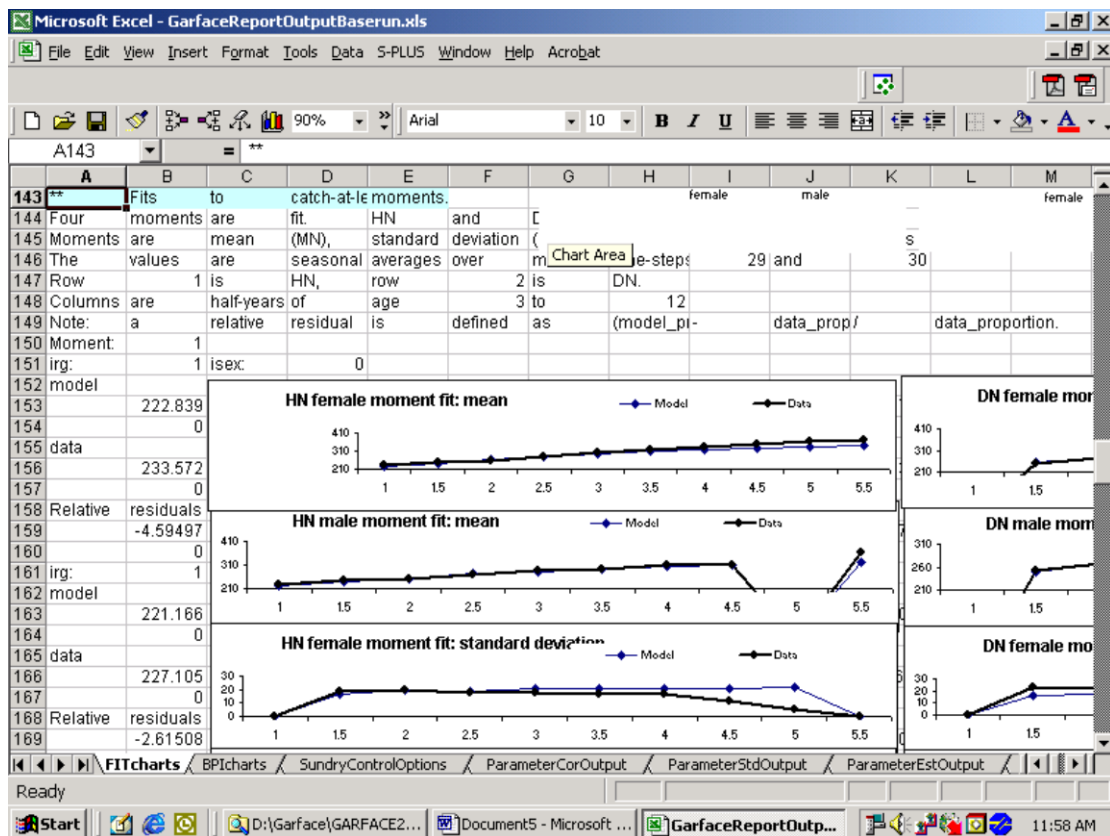 Microsoft Excel - GarfaceReportOutputBaserun.xls
File Edit View Insert Format Tools Data S-PLUS Window Help Acrobat
90% Arial 10 B I U
A143 = **
A B C D E F G H I J K L M
143 ** Fits to catch-at-le moments. female male female
144 Four moments are fit. HN and
145 Moments are mean (MN), standard deviation ( s
146 The values are seasonal averages over m ne-steps 29 and 30
Chart Area
147 Row 1 is HN, row 2 is DN.
148 Columns are half-years of age 3 to 12
149 Note: a relative residual is defined as (model_pr - data_prop / data_proportion.
150 Moment: 1
151 irg: 1 isex: 0
152 model
153 222.839
154 0
155 data
156 233.572
157 0
158 Relative residuals
159 -4.59497
160 0
161 irg: 1
162 model
163 221.166
164 0
165 data
166 227.105
167 0
168 Relative residuals
169 -2.61508
HN female moment fit: mean Model Data
410
310
210
1 1.5 2 2.5 3 3.5 4 4.5 5 5.5
HN male moment fit: mean Model Data
410
310
210
1 1.5 2 2.5 3 3.5 4 4.5 5 5.5
HN female moment fit: standard deviation Model Data
30
20
10
0
1 1.5 2 2.5 3 3.5 4 4.5 5 5.5
DN female mor
410
310
210
1 1.5
DN male mom
310
260
210
1 1.5
DN female mo
30
20
10
0
1 1.5
FITcharts BPIcharts SundryControlOptions ParameterCorOutput ParameterStdOutput ParameterEstOutput
Ready
Start D:\Garface\GARFACE2... Document5 - Microsoft ... GarfaceReportOutp... 11:58 AM